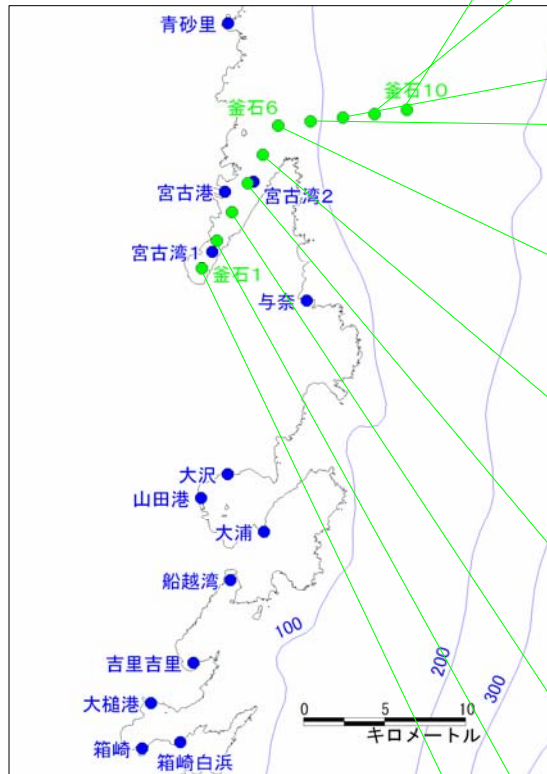 青砂里
釜石10
釜石6
宮古港
宮古湾2
宮古湾1
釜石1
与奈
大沢
山田港
大浦
船越湾
100
200
300
吉里吉里
大槌港
0 5 10
キロメートル
箱崎
箱崎白浜